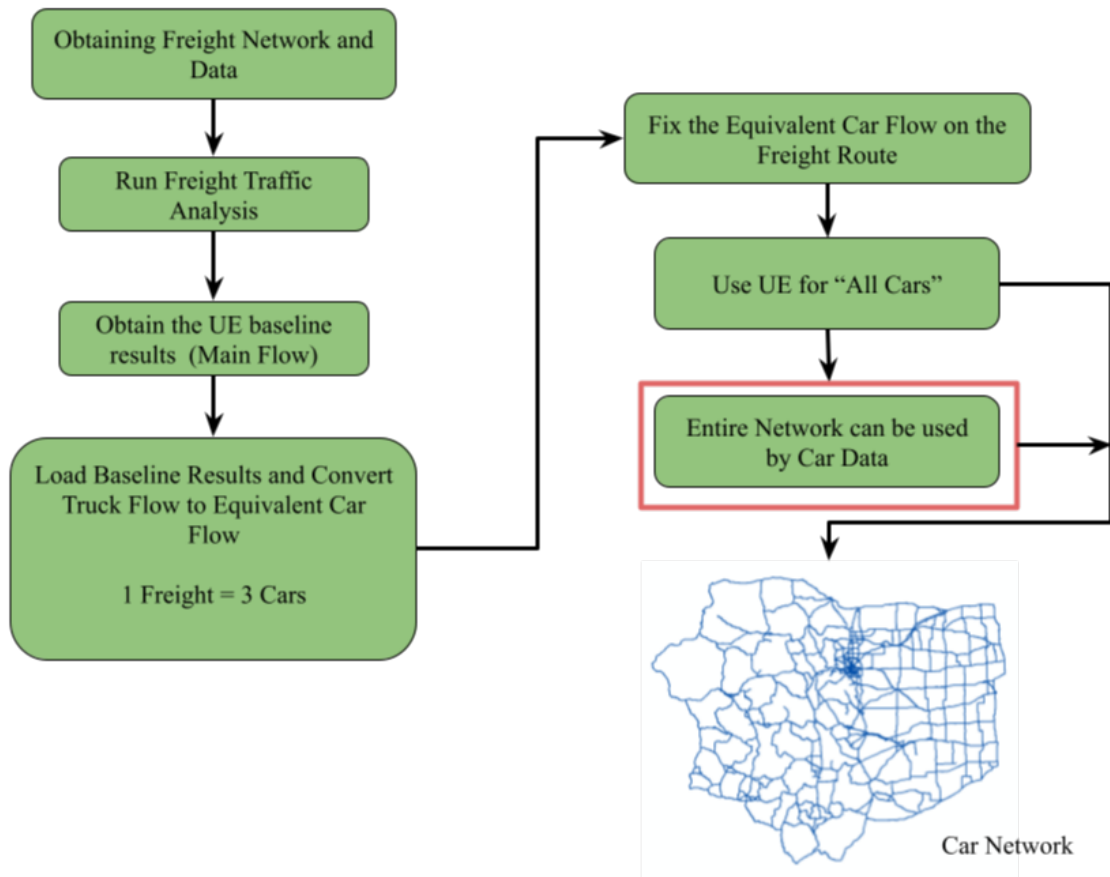 Obtaining Freight Network and
Data
Run Freight Traffic
Analysis
Obtain the UE baseline
results (Main Flow)
Load Baseline Results and Convert
Truck Flow to Equivalent Car
Flow
1 Freight = 3 Cars
Fix the Equivalent Car Flow on the
Freight Route
Use UE for “All Cars”
Entire Network can be used
by Car Data
Car Network